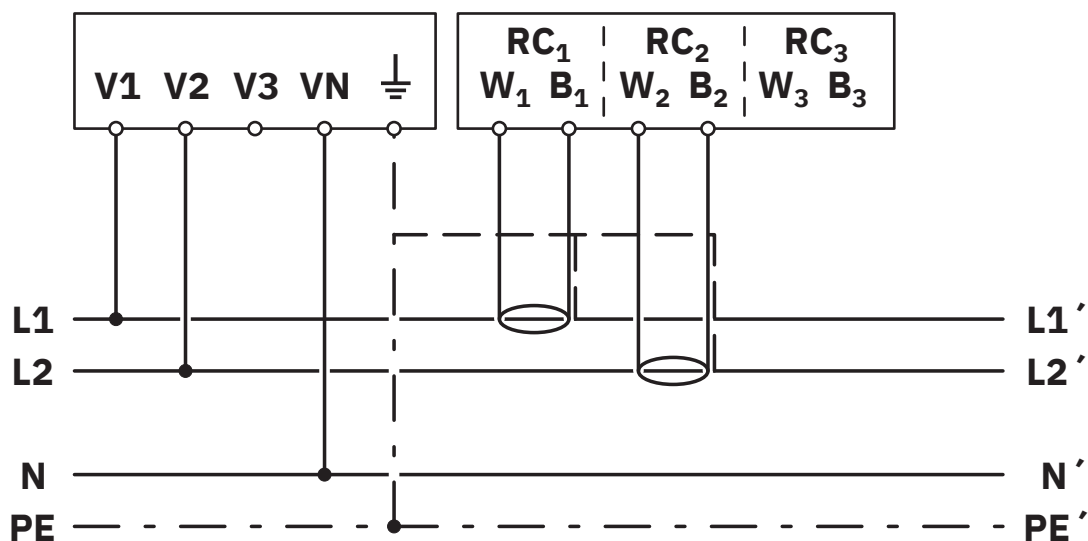 RC₁ RC₂ RC₃
V1 V2 V3 VN W₁ B₁ W₂ B₂ W₃ B₃
L1 L1´
L2 L2´
N N´
PE PE´